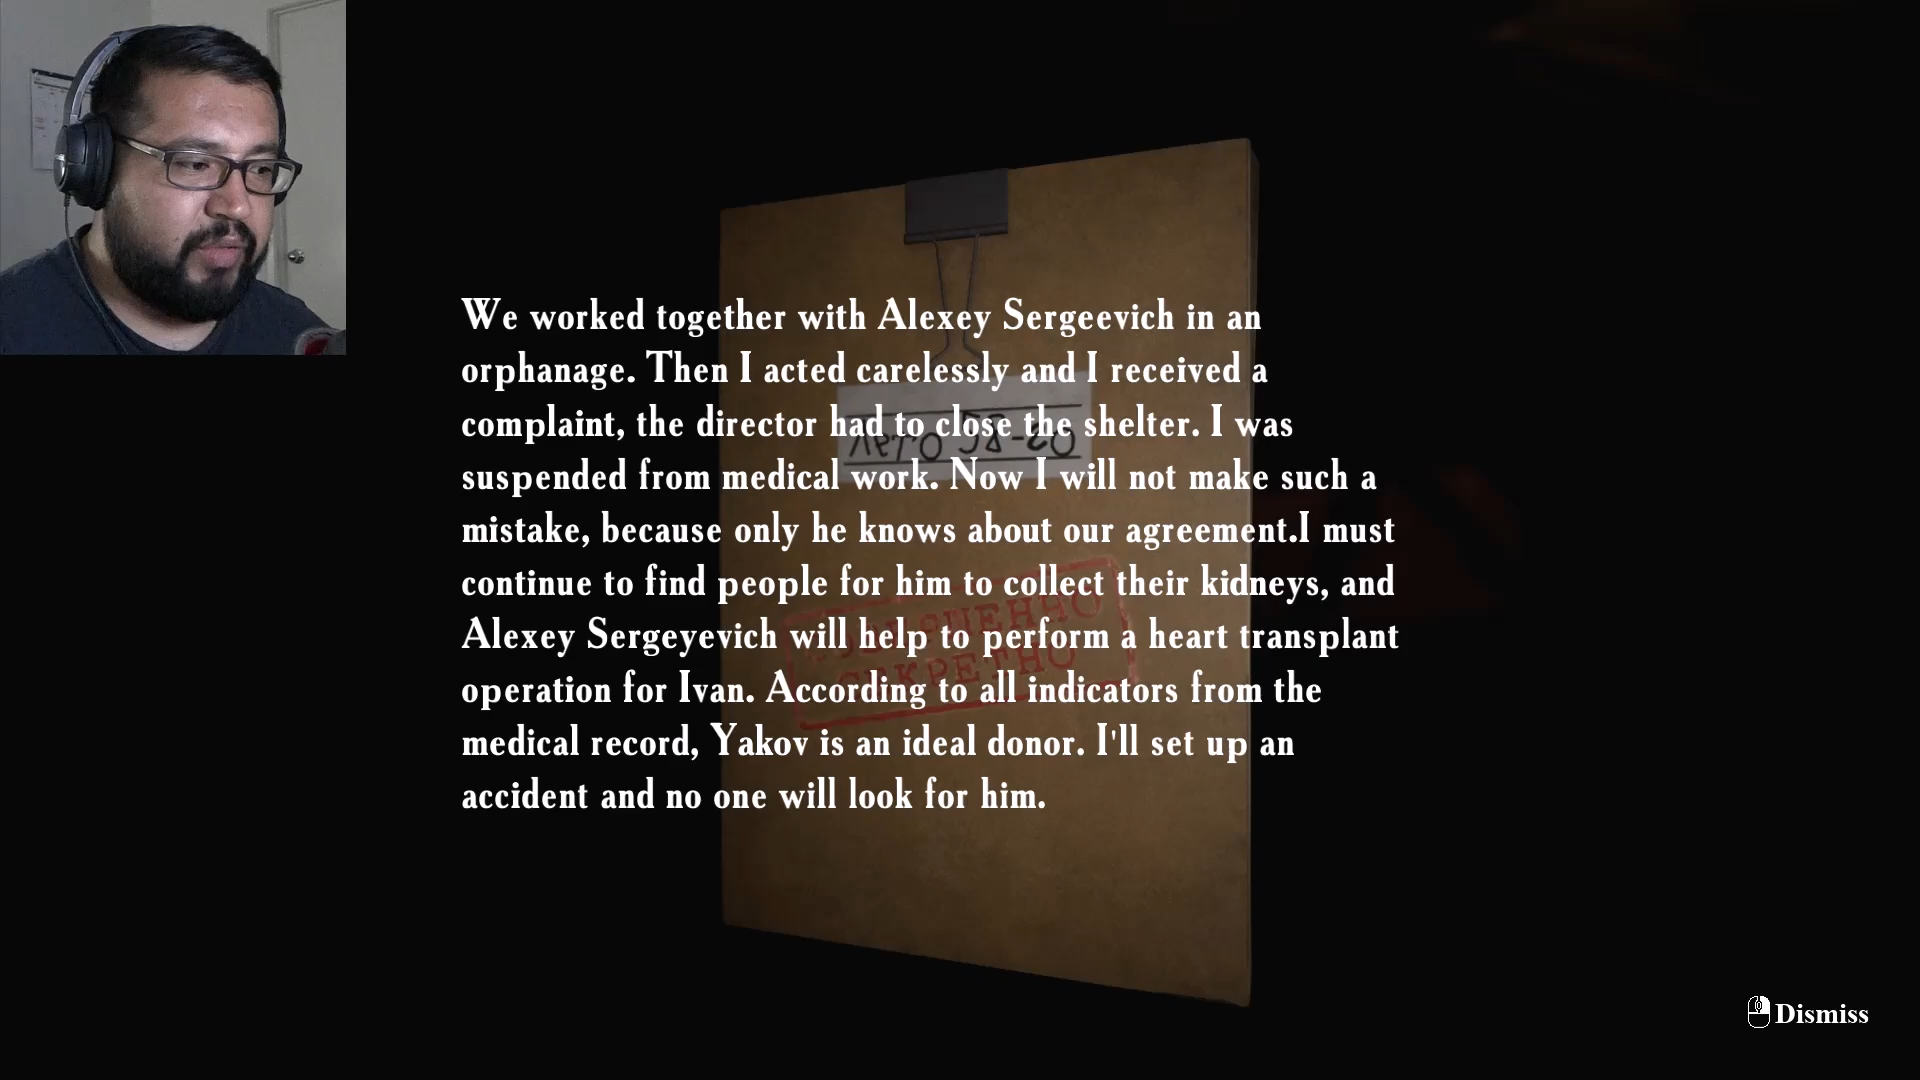 We worked together with Alexey Sergeevich in an
orphanage. Then I acted carelessly and I received a
complaint, the director had to close the shelter. I was
suspended from medical work. Now I will not make such a
mistake, because only he knows about our agreement.I must
continue to find people for him to collect their kidneys, and
Alexey Sergeyevich will help to perform a heart transplant
operation for Ivan. According to all indicators from the
medical record, Yakov is an ideal donor. I'll set up an
accident and no one will look for him.
Dismiss